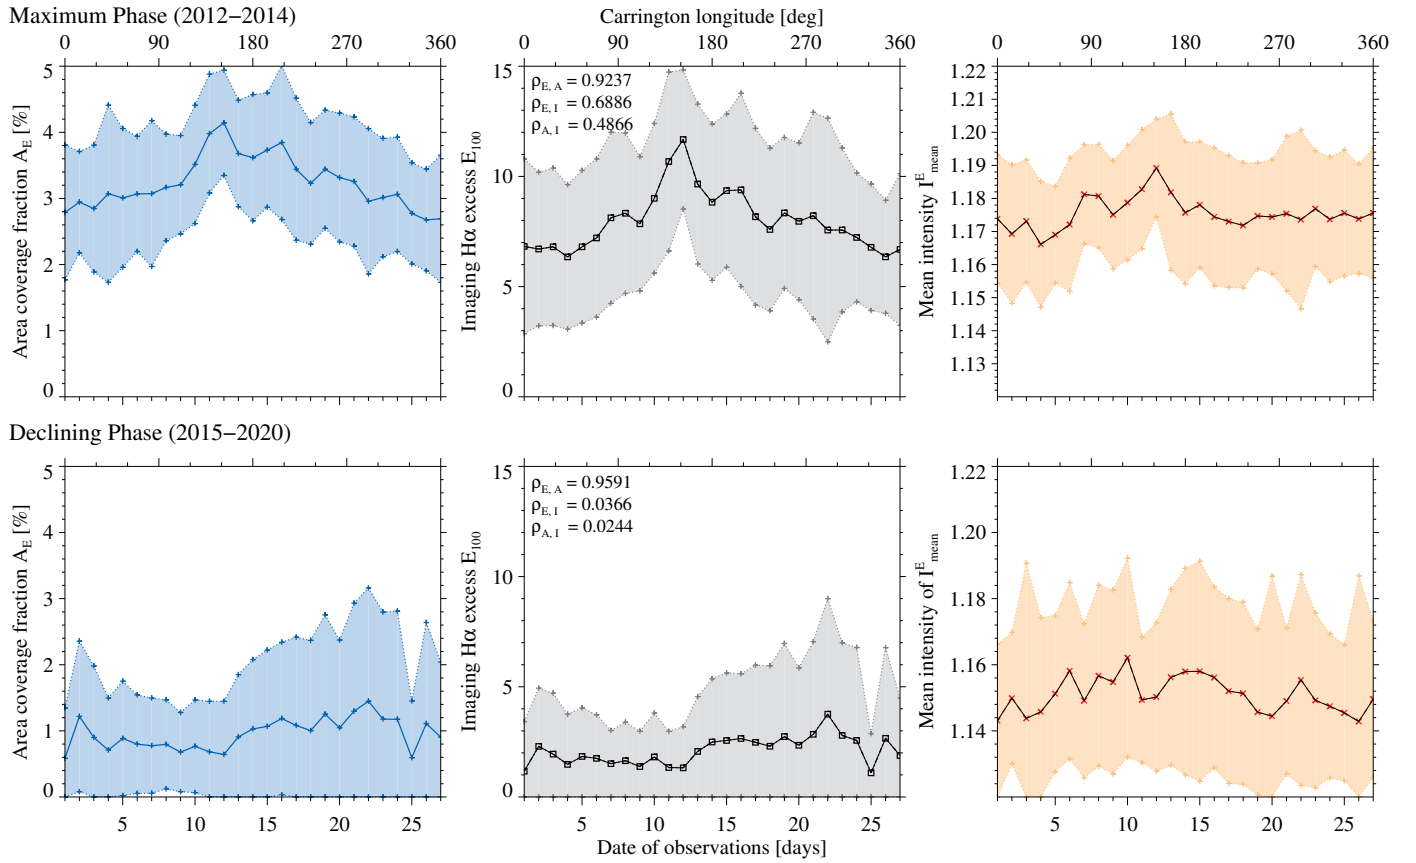 Maximum Phase (2012−2014)
Carrington longitude [deg]
0 90 180 270 360
0 90 180 270 360
0 90 180 270 360
Area coverage fraction A_E [%]
5
4
3
2
1
0
Imaging Hα excess E_100
15
10
5
0
ρ_E, A = 0.9237
ρ_E, I = 0.6886
ρ_A, I = 0.4866
Mean intensity I^E_mean
1.22
1.21
1.20
1.19
1.18
1.17
1.16
1.15
1.14
1.13
Declining Phase (2015−2020)
Area coverage fraction A_E [%]
5
4
3
2
1
0
5 10 15 20 25
Imaging Hα excess E_100
15
10
5
0
ρ_E, A = 0.9591
ρ_E, I = 0.0366
ρ_A, I = 0.0244
5 10 15 20 25
Mean intensity of I^E_mean
1.22
1.20
1.18
1.16
1.14
5 10 15 20 25
Date of observations [days]